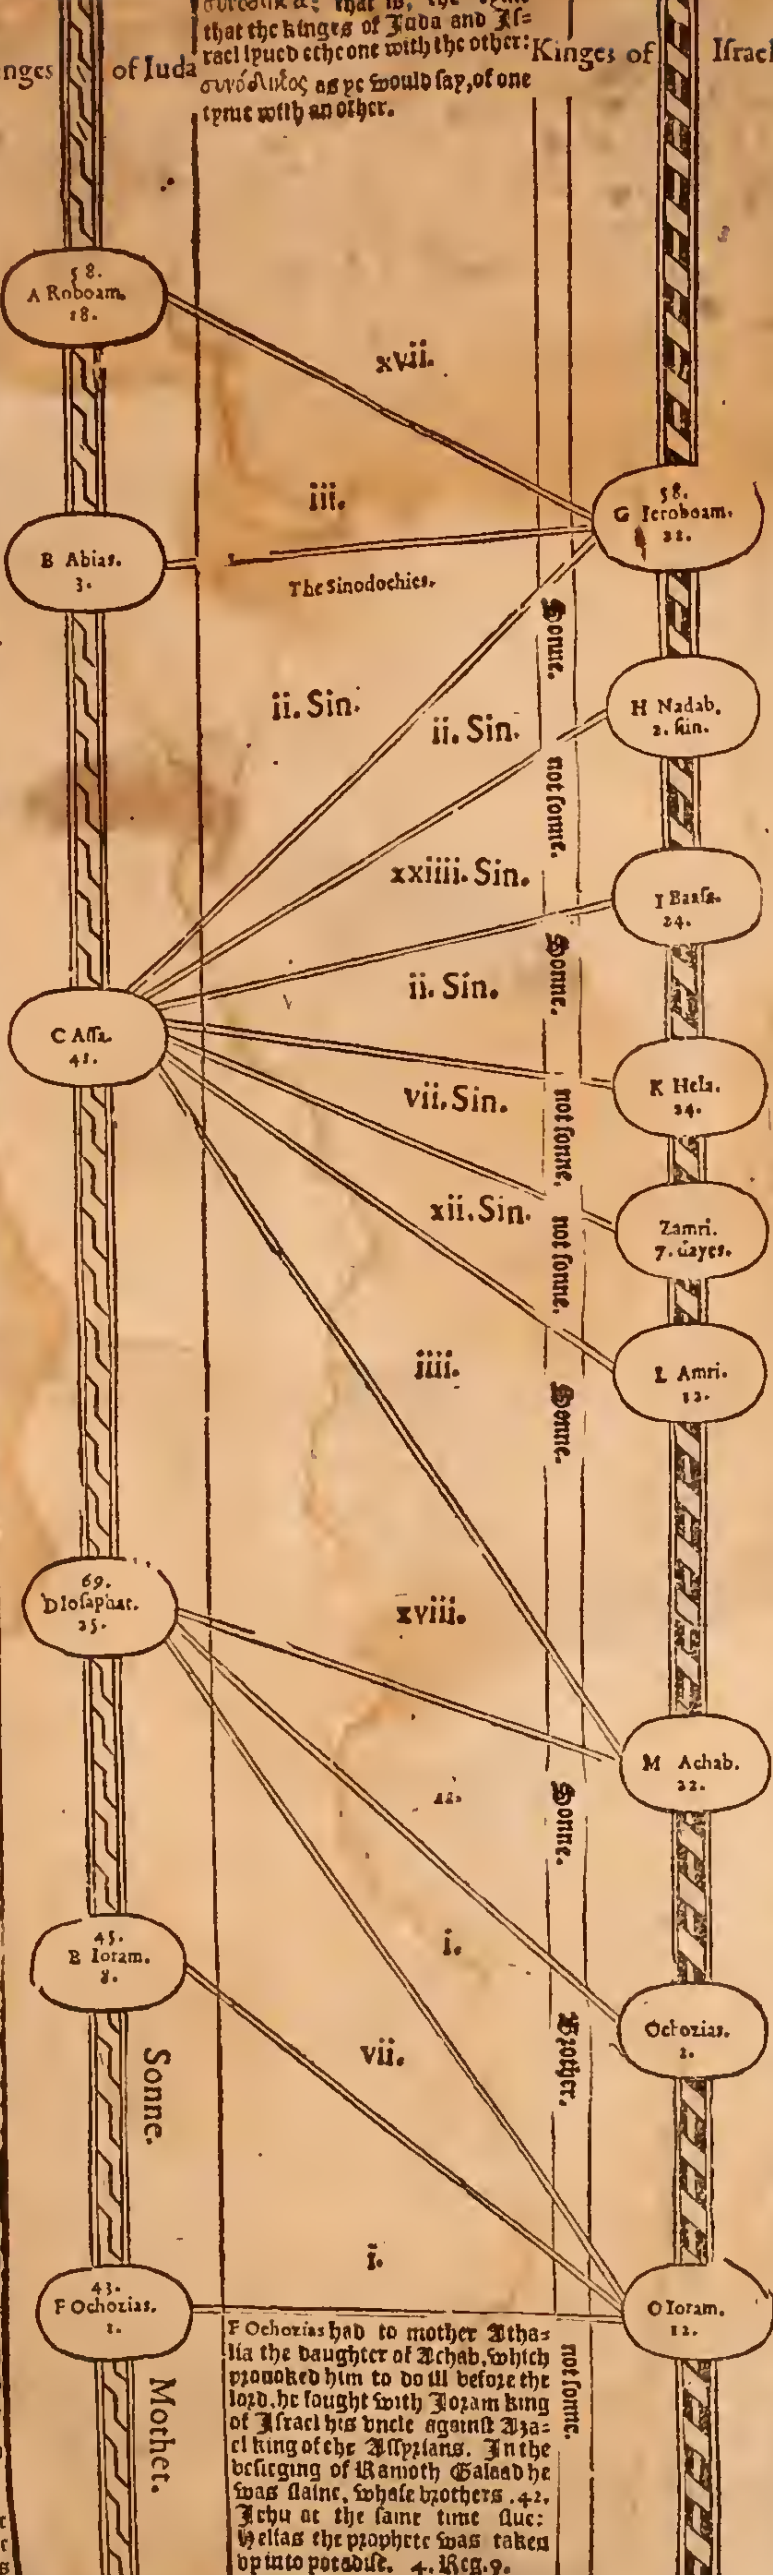 that is, the
that the kinges of Juda and Is=
rael lyued eche one with the other:
συνόδικος as ye would say, of one
tyme with an other.
of Iuda
Kinges of Israel
58.
A Roboam.
18.
xvii.
iii.
58.
G Ieroboam.
22.
B Abias.
3.
The Sinodochies.
Sonne.
ii. Sin.
ii. Sin.
H Nadab.
2. sin.
not sonne.
xxiiii. Sin.
I Baasa.
24.
Sonne.
ii. Sin.
C Assa.
41.
K Hela.
24.
vii. Sin.
not sonne.
xii. Sin.
Zamri.
7. dayes.
not sonne.
iiii.
L Amri.
12.
Sonne.
69.
D Iosaphat.
25.
xviii.
M Achab.
22.
Sonne.
45.
E Ioram.
8.
i.
Ochozias.
2.
Brother.
vii.
Sonne.
i.
43.
F Ochozias.
1.
O Ioram.
12.
not sonne.
Mother.
F Ochozias had to mother Atha=
lia the daughter of Achab, which
prouoked him to do ill before the
lord, he fought with Joram king
of Israel his vncle against Aza=
el king of the Assyrians. In the
besieging of Ramoth Galaad he
was slaine, whose brothers .42.
Jehu at the same time slue:
Helias the prophete was taken
vp into paradise. 4. Reg. 9.